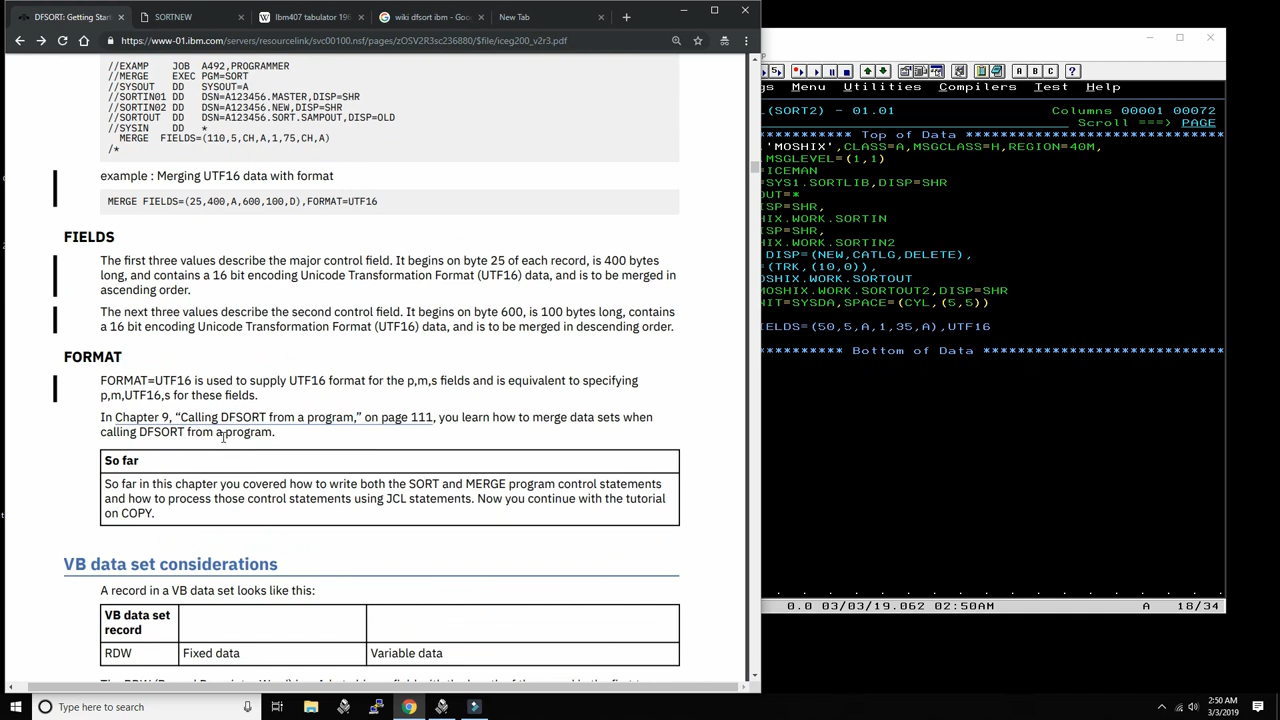 DFSORT: Getting Star
SORTNEW
Ibm407 tabulator 196
wiki dfsort ibm - Goo
New Tab
https://www-01.ibm.com/servers/resourcelink/svc00100.nsf/pages/zOSV2R3sc236880/$file/iceg200_v2r3.pdf
//EXAMP JOB A492,PROGRAMMER
//MERGE EXEC PGM=SORT
//SYSOUT DD SYSOUT=A
//SORTIN01 DD DSN=A123456.MASTER,DISP=SHR
//SORTIN02 DD DSN=A123456.NEW,DISP=SHR
//SORTOUT DD DSN=A123456.SORT.SAMPOUT,DISP=OLD
//SYSIN DD *
MERGE FIELDS=(110,5,CH,A,1,75,CH,A)
/*
example : Merging UTF16 data with format
MERGE FIELDS=(25,400,A,600,100,D),FORMAT=UTF16
FIELDS
The first three values describe the major control field. It begins on byte 25 of each record, is 400 bytes
long, and contains a 16 bit encoding Unicode Transformation Format (UTF16) data, and is to be merged in
ascending order.
The next three values describe the second control field. It begins on byte 600, is 100 bytes long, contains
a 16 bit encoding Unicode Transformation Format (UTF16) data, and is to be merged in descending order.
FORMAT
FORMAT=UTF16 is used to supply UTF16 format for the p,m,s fields and is equivalent to specifying
p,m,UTF16,s for these fields.
In Chapter 9, “Calling DFSORT from a program,” on page 111, you learn how to merge data sets when
calling DFSORT from a program.
So far
So far in this chapter you covered how to write both the SORT and MERGE program control statements
and how to process those control statements using JCL statements. Now you continue with the tutorial
on COPY.
VB data set considerations
A record in a VB data set looks like this:
VB data set
record
RDW Fixed data Variable data
gs Menu Utilities Compilers Test Help
(SORT2) - 01.01 Columns 00001 00072
Scroll ===> PAGE
********** Top of Data **********************
,'MOSHIX',CLASS=A,MSGCLASS=H,REGION=40M,
MSGLEVEL=(1,1)
=ICEMAN
=SYS1.SORTLIB,DISP=SHR
OUT=*
ISP=SHR,
HIX.WORK.SORTIN
ISP=SHR,
HIX.WORK.SORTIN2
DISP=(NEW,CATLG,DELETE),
=(TRK,(10,0)),
OSHIX.WORK.SORTOUT
MOSHIX.WORK.SORTOUT2,DISP=SHR
NIT=SYSDA,SPACE=(CYL,(5,5))
IELDS=(50,5,A,1,35,A),UTF16
********* Bottom of Data ********************
0.0 03/03/19.062 02:50AM A 18/34
Type here to search
2:50 AM
3/3/2019